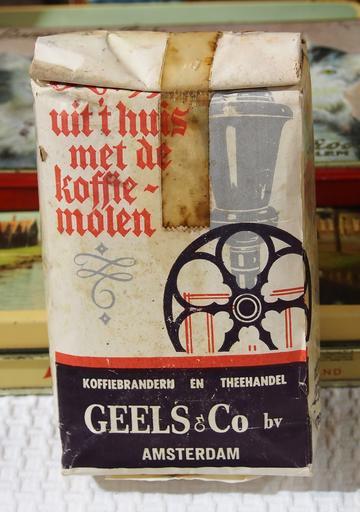 uit't huis
met de
koffie-
molen
KOFFIEBRANDERIJ EN THEEHANDEL
GEELS & Co bv
AMSTERDAM